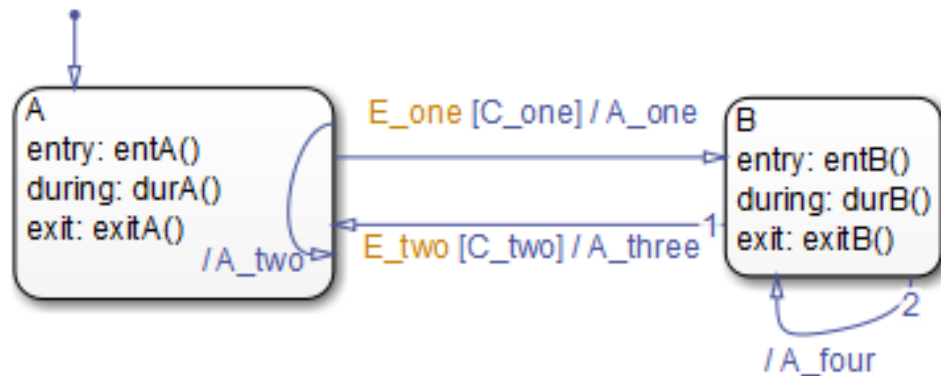 A
entry: entA()
during: durA()
exit: exitA()
/ A_two
E_one [C_one] / A_one
E_two [C_two] / A_three
1
B
entry: entB()
during: durB()
exit: exitB()
2
/ A_four